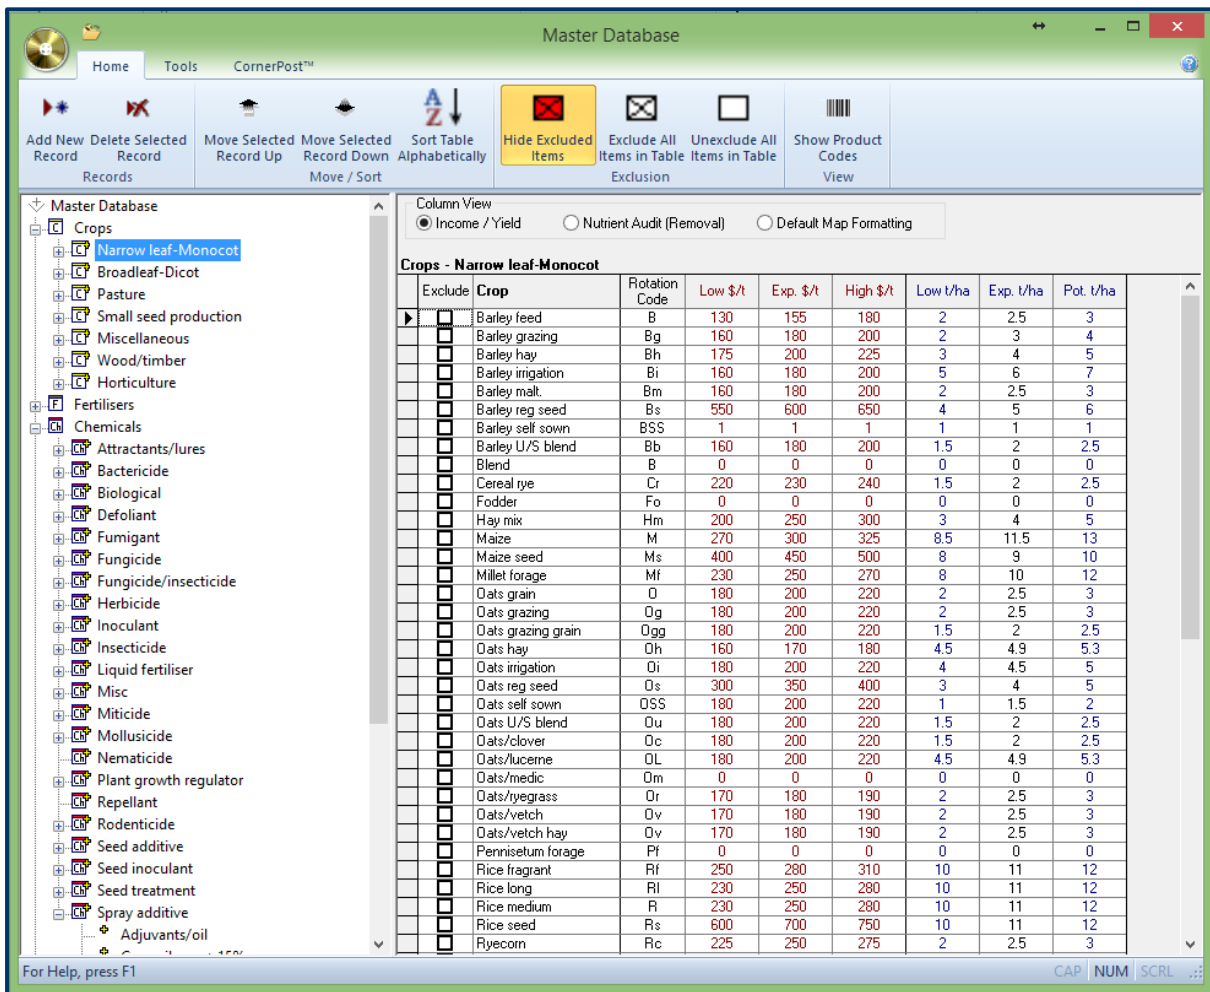 Master Database
Home Tools CornerPost™
Add New Record Delete Selected Record Move Selected Record Up Move Selected Record Down Sort Table Alphabetically Hide Excluded Items Exclude All Items in Table Unexclude All Items in Table Show Product Codes
Records Move / Sort Exclusion View
Master Database
Crops
Narrow leaf-Monocot
Broadleaf-Dicot
Pasture
Small seed production
Miscellaneous
Wood/timber
Horticulture
Fertilisers
Chemicals
Attractants/lures
Bactericide
Biological
Defoliant
Fumigant
Fungicide
Fungicide/insecticide
Herbicide
Inoculant
Insecticide
Liquid fertiliser
Misc
Miticide
Mollusicide
Nematicide
Plant growth regulator
Repellant
Rodenticide
Seed additive
Seed inoculant
Seed treatment
Spray additive
Adjuvants/oil
Column View
Income / Yield Nutrient Audit (Removal) Default Map Formatting
Crops - Narrow leaf-Monocot
Exclude Crop Rotation Code Low $/t Exp. $/t High $/t Low t/ha Exp. t/ha Pot. t/ha
Barley feed B 130 155 180 2 2.5 3
Barley grazing Bg 160 180 200 2 3 4
Barley hay Bh 175 200 225 3 4 5
Barley irrigation Bi 160 180 200 5 6 7
Barley malt. Bm 160 180 200 2 2.5 3
Barley reg seed Bs 550 600 650 4 5 6
Barley self sown BSS 1 1 1 1 1 1
Barley U/S blend Bb 160 180 200 1.5 2 2.5
Blend B 0 0 0 0 0 0
Cereal rye Cr 220 230 240 1.5 2 2.5
Fodder Fo 0 0 0 0 0 0
Hay mix Hm 200 250 300 3 4 5
Maize M 270 300 325 8.5 11.5 13
Maize seed Ms 400 450 500 8 9 10
Millet forage Mf 230 250 270 8 10 12
Oats grain O 180 200 220 2 2.5 3
Oats grazing Og 180 200 220 2 2.5 3
Oats grazing grain Ogg 180 200 220 1.5 2 2.5
Oats hay Oh 160 170 180 4.5 4.9 5.3
Oats irrigation Oi 180 200 220 4 4.5 5
Oats reg seed Os 300 350 400 3 4 5
Oats self sown OSS 180 200 220 1 1.5 2
Oats U/S blend Ou 180 200 220 1.5 2 2.5
Oats/clover Oc 180 200 220 1.5 2 2.5
Oats/lucerne OL 180 200 220 4.5 4.9 5.3
Oats/medic Om 0 0 0 0 0 0
Oats/ryegrass Or 170 180 190 2 2.5 3
Oats/vetch Ov 170 180 190 2 2.5 3
Oats/vetch hay Ov 170 180 190 2 2.5 3
Pennisetum forage Pf 0 0 0 0 0 0
Rice fragrant Rf 250 280 310 10 11 12
Rice long Rl 230 250 280 10 11 12
Rice medium R 230 250 280 10 11 12
Rice seed Rs 600 700 750 10 11 12
Ryecorn Rc 225 250 275 2 2.5 3
For Help, press F1 CAP NUM SCRL